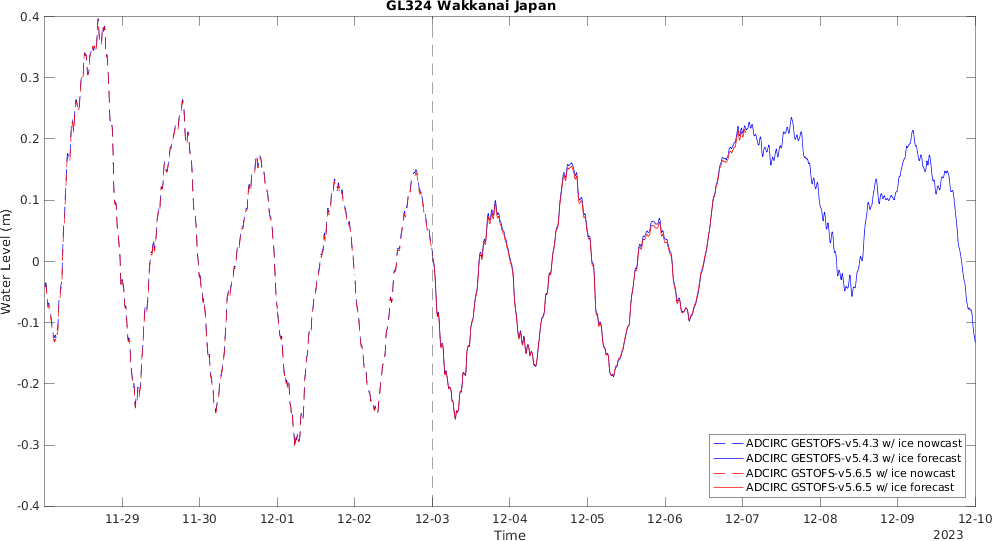 GL324 Wakkanai Japan
0.4
0.3
0.2
0.1
0
-0.1
-0.2
-0.3
-0.4
Water Level (m)
ADCIRC GESTOFS-v5.4.3 w/ ice nowcast
ADCIRC GESTOFS-v5.4.3 w/ ice forecast
ADCIRC GSTOFS-v5.6.5 w/ ice nowcast
ADCIRC GSTOFS-v5.6.5 w/ ice forecast
11-29 11-30 12-01 12-02 12-03 12-04 12-05 12-06 12-07 12-08 12-09 12-10
Time
2023